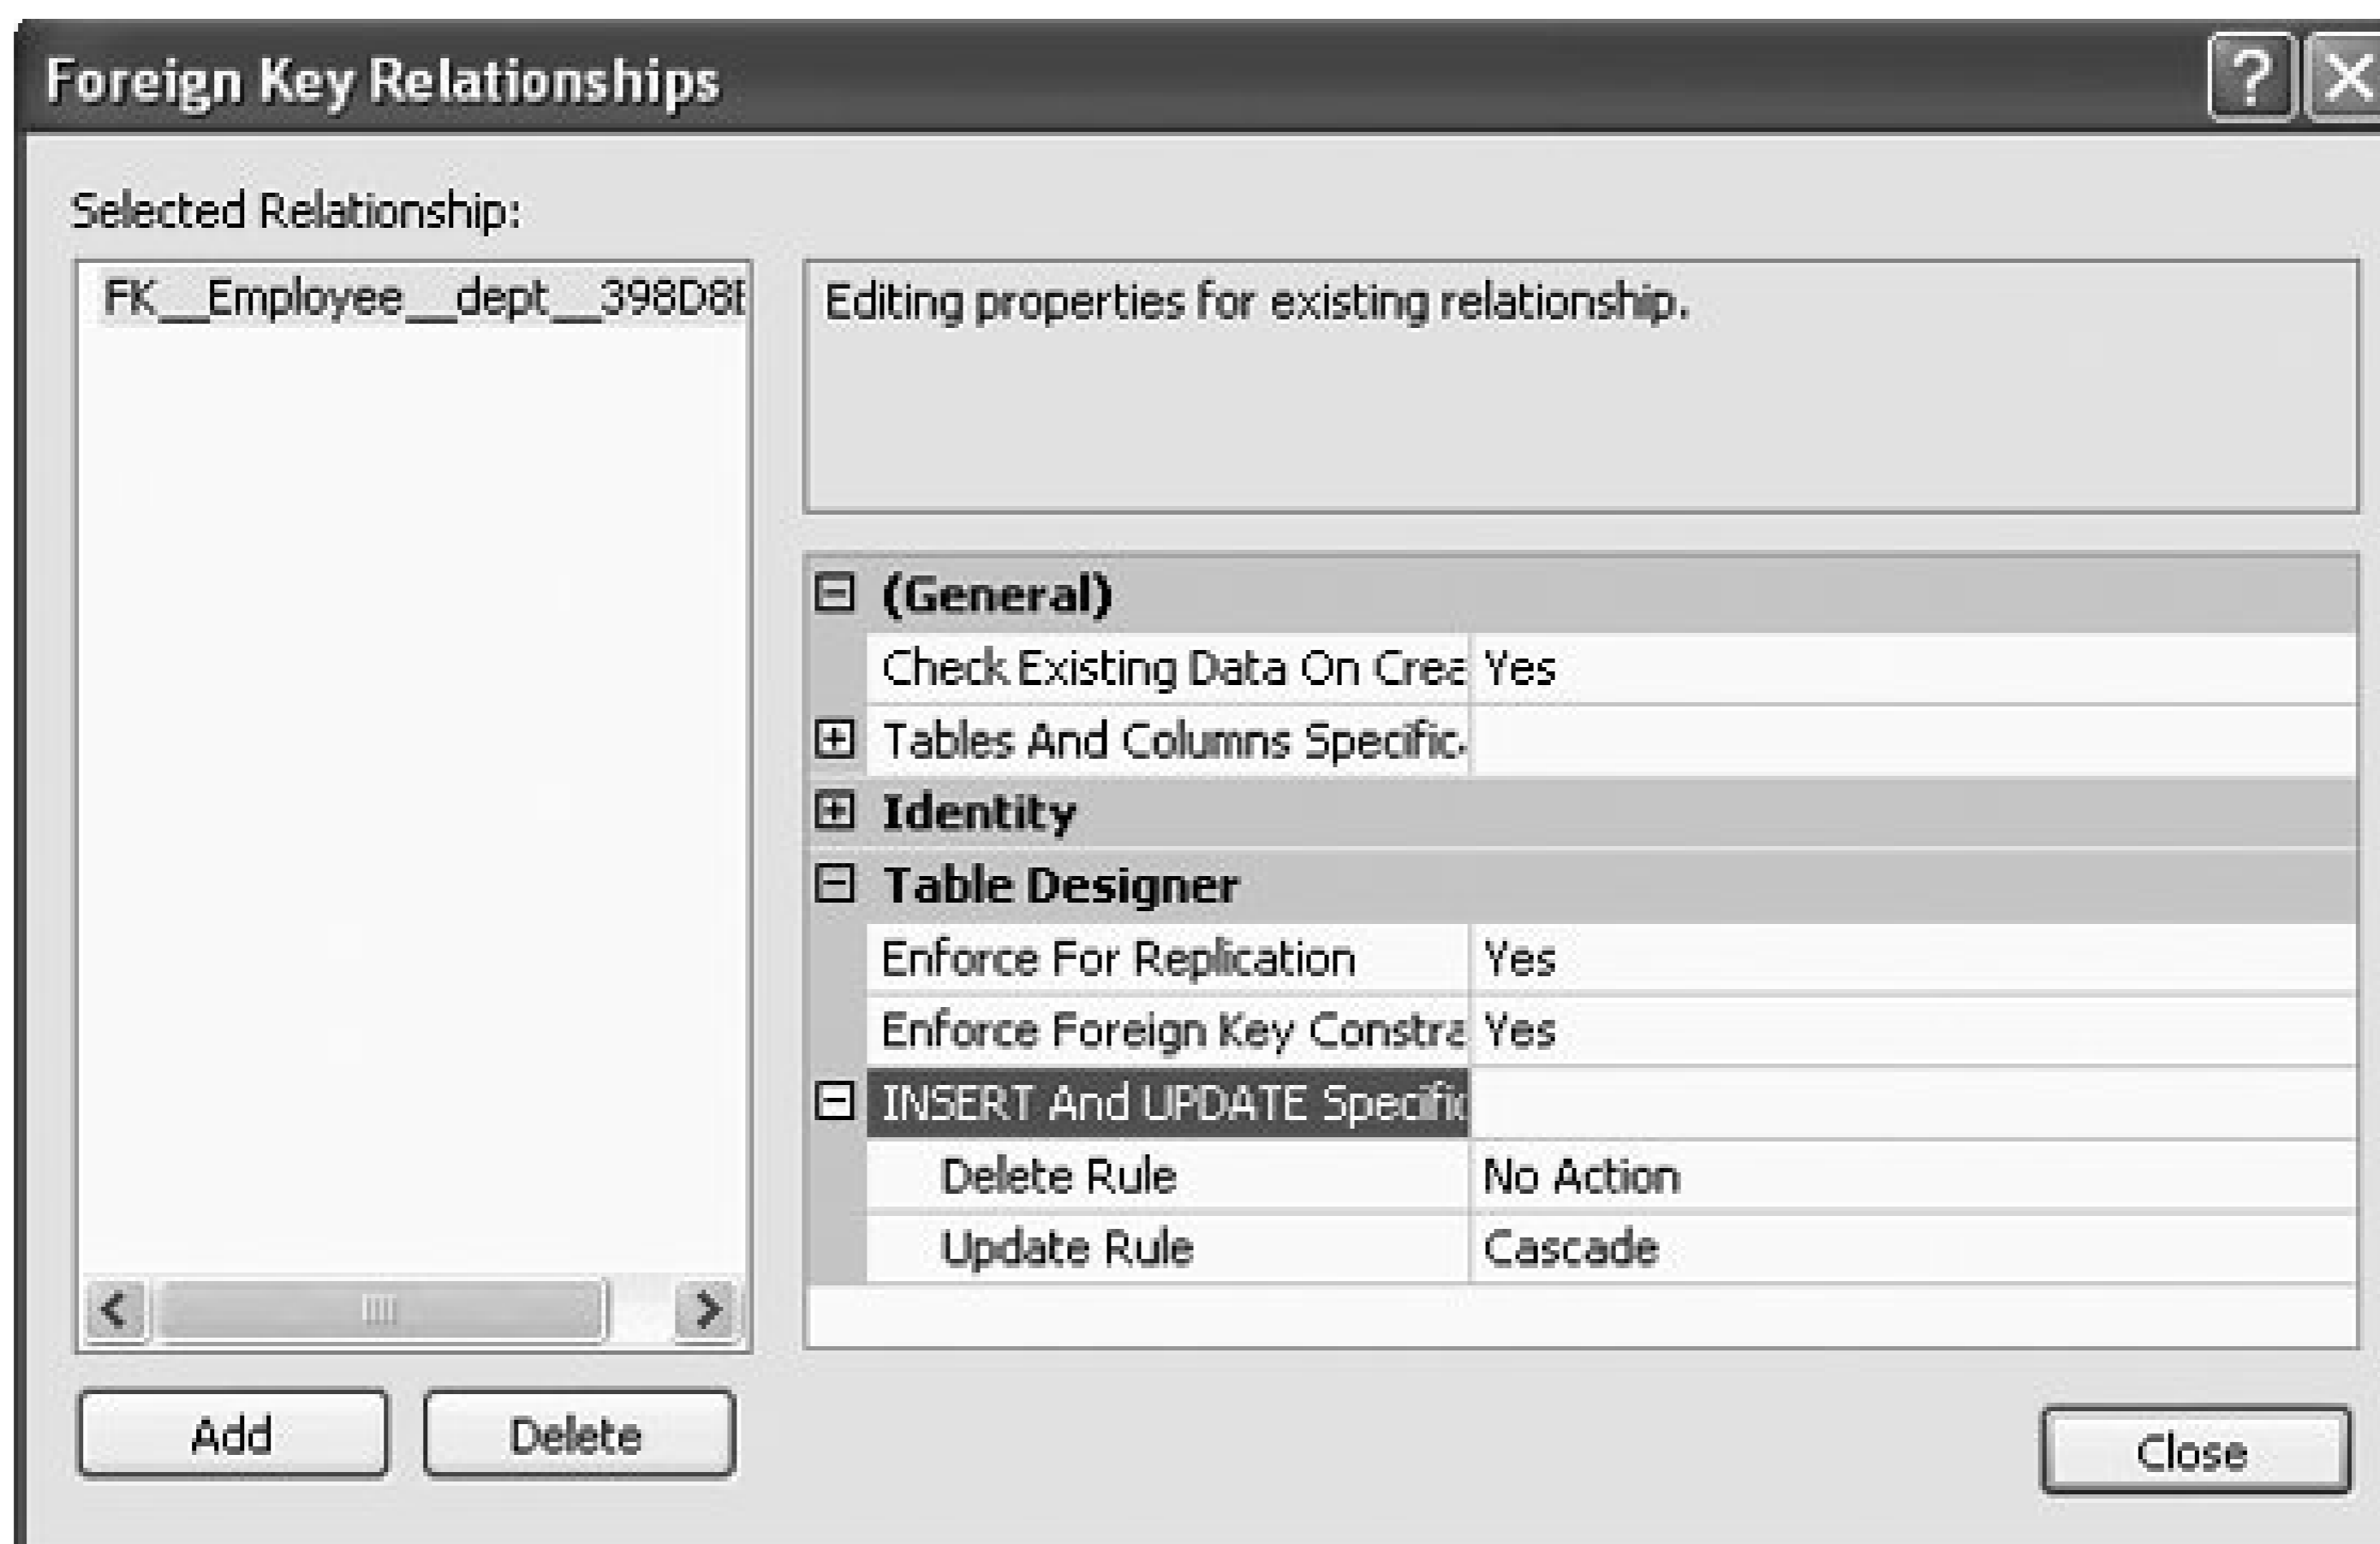 Foreign Key Relationships
Selected Relationship:
FK__Employee__dept__398D8
Editing properties for existing relationship.
(General)
Check Existing Data On Crea Yes
Tables And Columns Specific
Identity
Table Designer
Enforce For Replication Yes
Enforce Foreign Key Constra Yes
INSERT And UPDATE Specific
Delete Rule No Action
Update Rule Cascade
Add Delete
Close